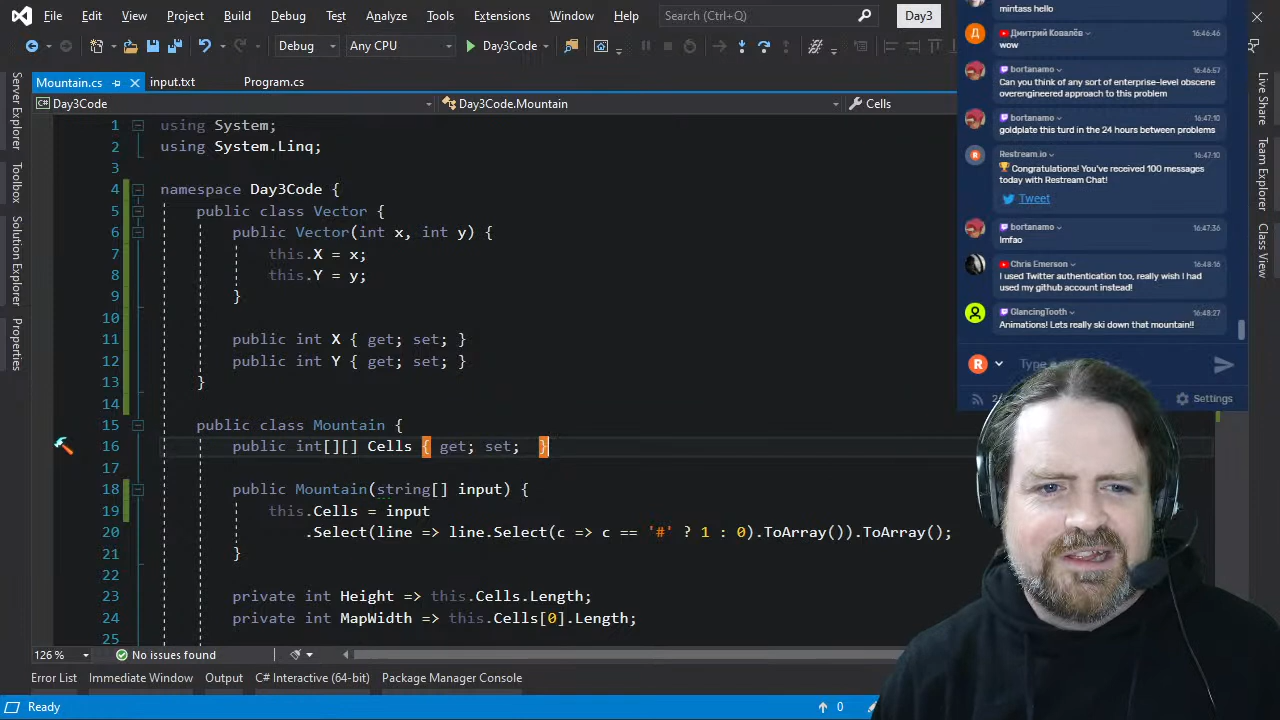 File Edit View Project Build Debug Test Analyze Tools Extensions Window Help Search (Ctrl+Q) Day3
Debug Any CPU Day3Code
Mountain.cs input.txt Program.cs
Day3Code Day3Code.Mountain Cells
Server Explorer
Toolbox
Solution Explorer
Properties
1 using System;
2 using System.Linq;
3
4 namespace Day3Code {
5 public class Vector {
6 public Vector(int x, int y) {
7 this.X = x;
8 this.Y = y;
9 }
10
11 public int X { get; set; }
12 public int Y { get; set; }
13 }
14
15 public class Mountain {
16 public int[][] Cells { get; set;  }
17
18 public Mountain(string[] input) {
19 this.Cells = input
20 .Select(line => line.Select(c => c == '#' ? 1 : 0).ToArray()).ToArray();
21 }
22
23 private int Height => this.Cells.Length;
24 private int MapWidth => this.Cells[0].Length;
25
126 % No issues found
Error List Immediate Window Output C# Interactive (64-bit) Package Manager Console
Ready 0
mintass hello
Дмитрий Ковалёв 16:46:46
wow
bortanamo 16:46:57
Can you think of any sort of enterprise-level obscene
overengineered approach to this problem
bortanamo 16:47:10
goldplate this turd in the 24 hours between problems
Restream.io 16:47:10
🏆 Congratulations! You've received 100 messages
today with Restream Chat!
Tweet
bortanamo 16:47:36
lmfao
Chris Emerson 16:48:16
I used Twitter authentication too, really wish I had
used my github account instead!
GlancingTooth 16:48:27
Animations! Lets really ski down that mountain!!
R
Settings
Live Share
Team Explorer
Class View